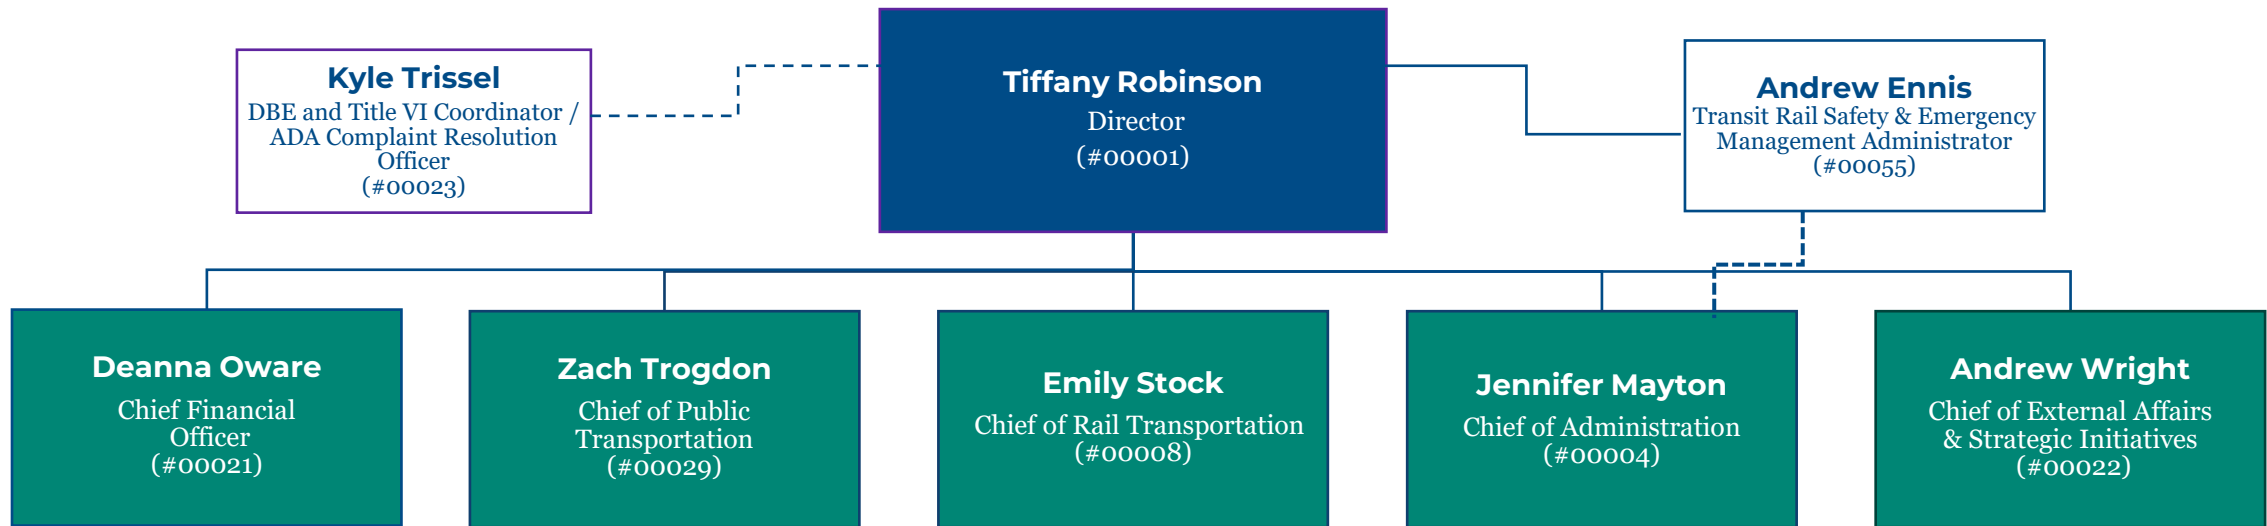 Kyle Trissel
DBE and Title VI Coordinator /
ADA Complaint Resolution
Officer
(#00023)
Tiffany Robinson
Director
(#00001)
Andrew Ennis
Transit Rail Safety & Emergency
Management Administrator
(#00055)
Deanna Oware
Chief Financial
Officer
(#00021)
Zach Trogdon
Chief of Public
Transportation
(#00029)
Emily Stock
Chief of Rail Transportation
(#00008)
Jennifer Mayton
Chief of Administration
(#00004)
Andrew Wright
Chief of External Affairs
& Strategic Initiatives
(#00022)